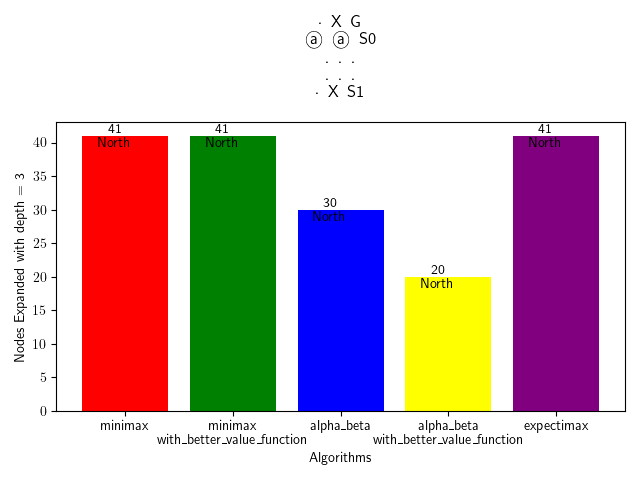 . X G
ⓐ ⓐ S0
. . .
. . .
. X S1
41
North
41
North
30
North
20
North
41
North
Nodes Expanded with depth = 3
40
35
30
25
20
15
10
5
0
minimax
minimax
with_better_value_function
alpha_beta
alpha_beta
with_better_value_function
expectimax
Algorithms